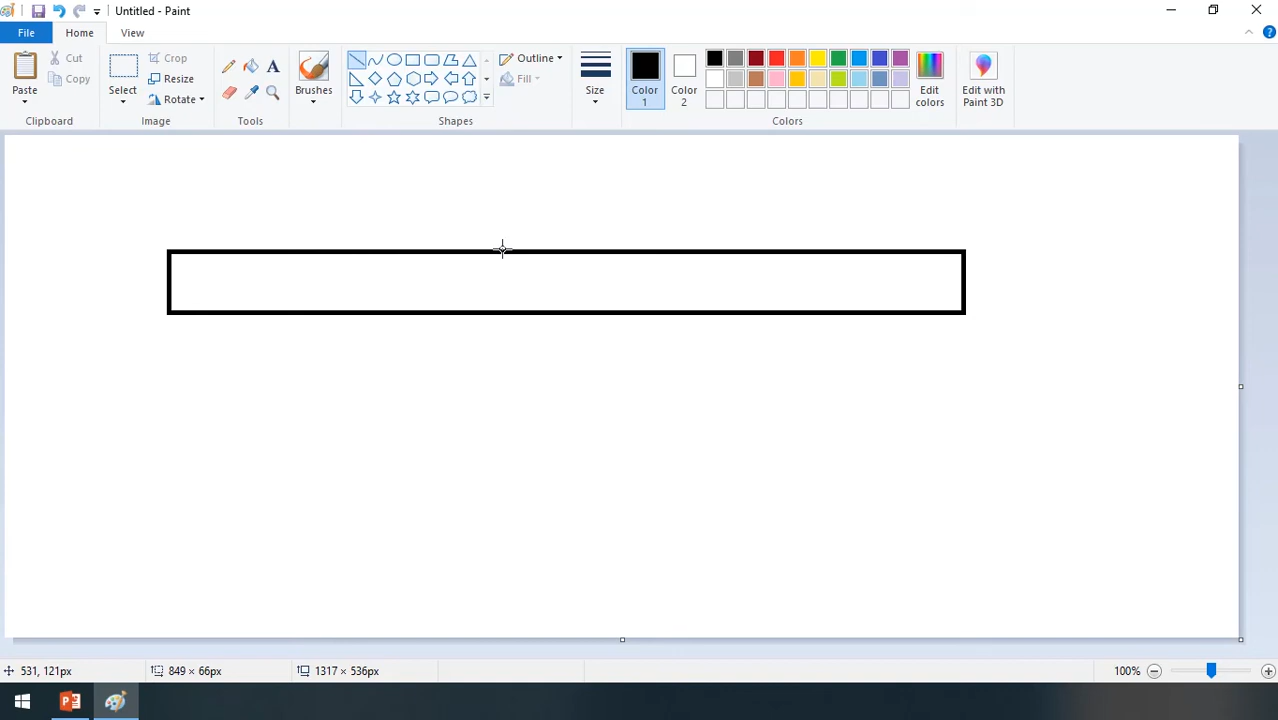 Untitled - Paint
File Home View
Paste Cut Copy
Clipboard
Select Crop Resize Rotate
Image
A
Tools
Brushes
Outline Fill
Shapes
Size
Color 1 Color 2 Edit colors
Colors
Edit with Paint 3D
531, 121px 849 × 66px 1317 × 536px 100%